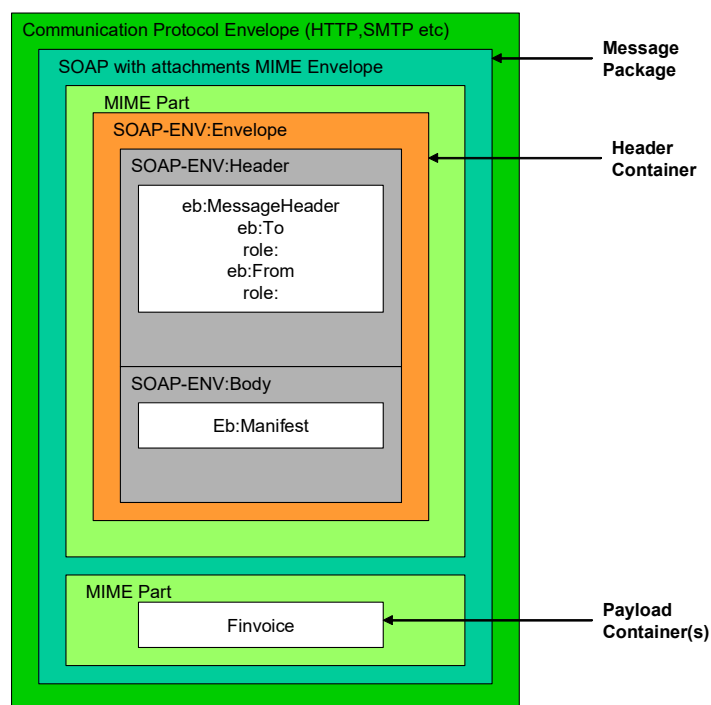 Communication Protocol Envelope (HTTP,SMTP etc)
SOAP with attachments MIME Envelope
Message
Package
MIME Part
SOAP-ENV:Envelope
Header
Container
SOAP-ENV:Header
eb:MessageHeader
eb:To
role:
eb:From
role:
SOAP-ENV:Body
Eb:Manifest
MIME Part
Finvoice
Payload
Container(s)